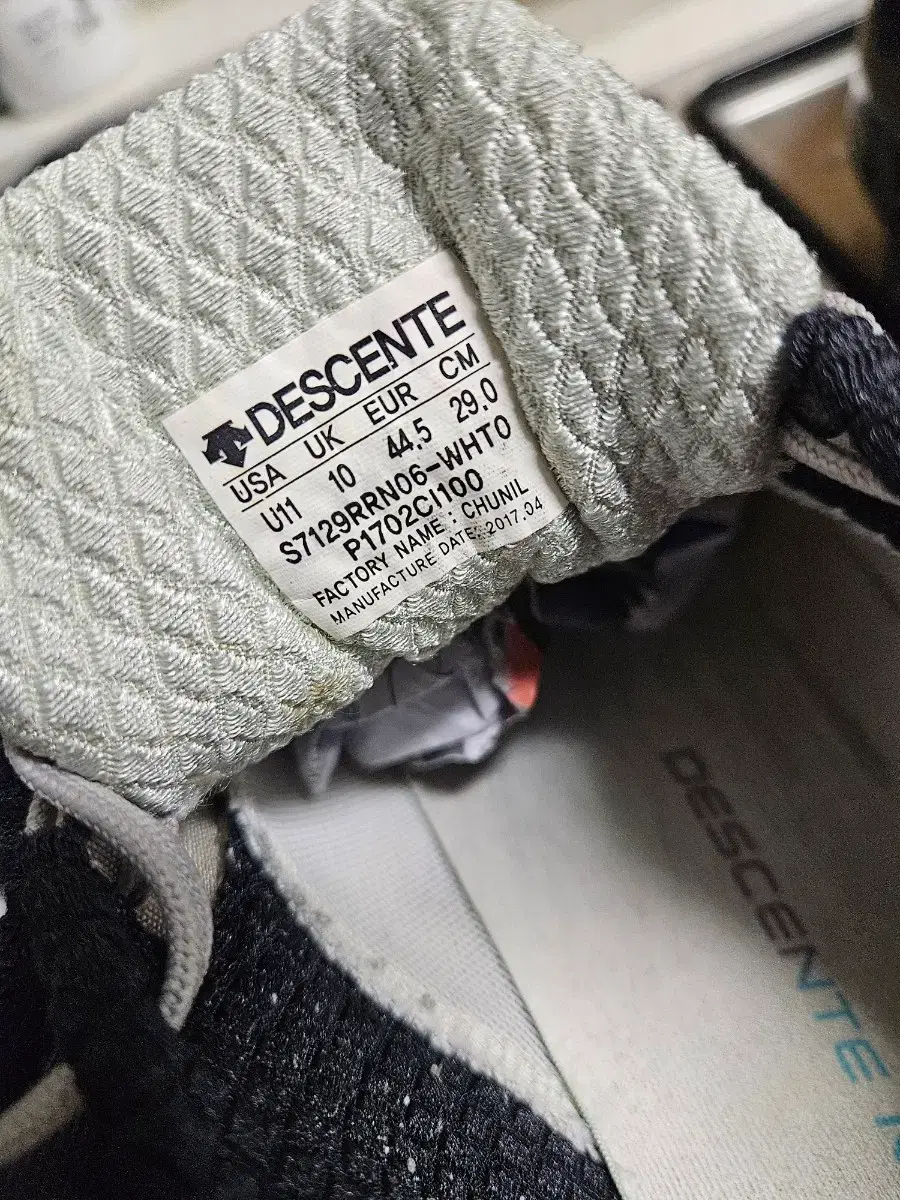 DESCENTE
USA UK EUR CM
U11 10 44,5 29.0
S7129RRN06-WHT0
P1702CI100
FACTORY NAME : CHUNIL
MANUFACTURE DATE: 2017.04
DESCENTE